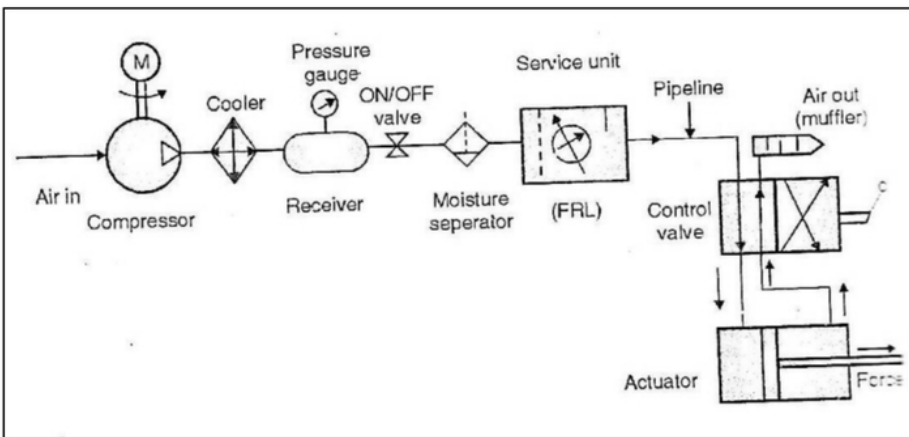 M
Pressure
gauge
Cooler
ON/OFF
valve
Service unit
Pipeline
Air out
(muffler)
Air in
Compressor
Receiver
Moisture
seperator
(FRL)
Control
valve
C
Actuator
Force